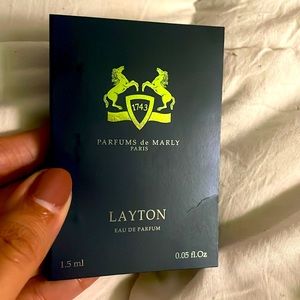 1743
PARFUMS de MARLY
PARIS
LAYTON
EAU DE PARFUM
1.5 ml 0.05 fl.Oz